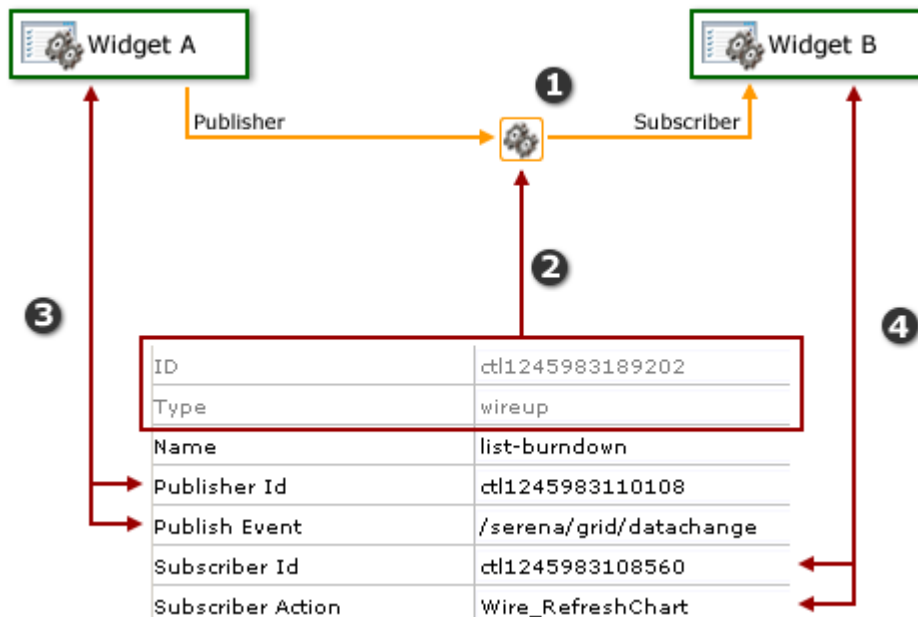 Widget A
Widget B
1
Publisher
Subscriber
2
3
4
ID ctl1245983189202
Type wireup
Name list-burndown
Publisher Id ctl1245983110108
Publish Event /serena/grid/datachange
Subscriber Id ctl1245983108560
Subscriber Action Wire_RefreshChart